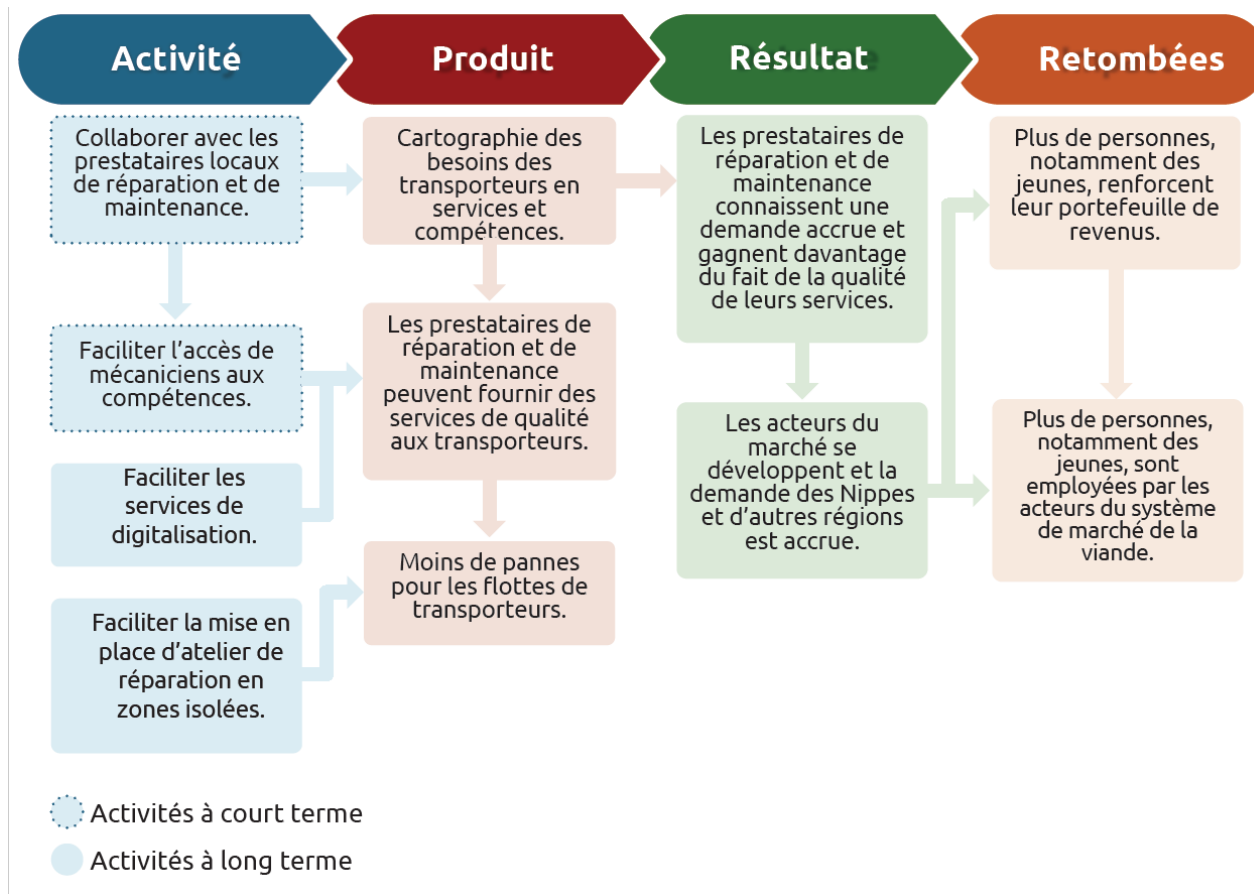 Activité
Produit
Résultat
Retombées
Collaborer avec les
prestataires locaux
de réparation et de
maintenance.
Faciliter l’accès de
mécaniciens aux
compétences.
Faciliter les
services de
digitalisation.
Faciliter la mise en
place d’atelier de
réparation en
zones isolées.
Cartographie des
besoins des
transporteurs en
services et
compétences.
Les prestataires de
réparation et de
maintenance
peuvent fournir des
services de qualité
aux transporteurs.
Moins de pannes
pour les flottes de
transporteurs.
Les prestataires de
réparation et de
maintenance
connaissent une
demande accrue et
gagnent davantage
du fait de la qualité
de leurs services.
Les acteurs du
marché se
développent et la
demande des Nippes
et d’autres régions
est accrue.
Plus de personnes,
notamment des
jeunes, renforcent
leur portefeuille de
revenus.
Plus de personnes,
notamment des
jeunes, sont
employées par les
acteurs du système
de marché de la
viande.
Activités à court terme
Activités à long terme